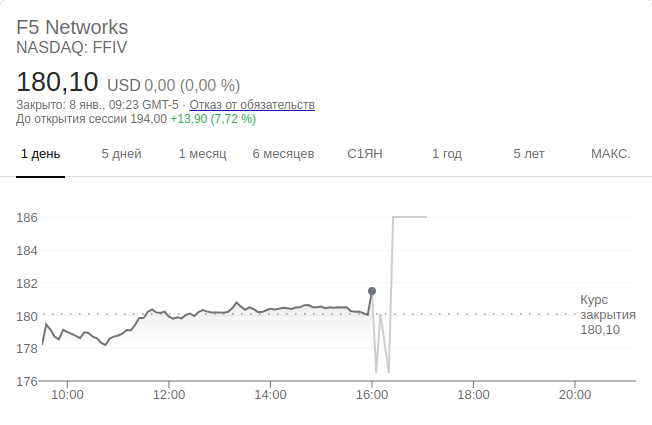 F5 Networks
NASDAQ: FFIV
180,10 USD 0,00 (0,00 %)
Закрыто: 8 янв., 09:23 GMT-5 · Отказ от обязательств
До открытия сессии 194,00 +13,90 (7,72 %)
1 день 5 дней 1 месяц 6 месяцев С1ЯН 1 год 5 лет МАКС.
186
184
182
180
178
176
Курс
закрытия
180,10
10:00 12:00 14:00 16:00 18:00 20:00